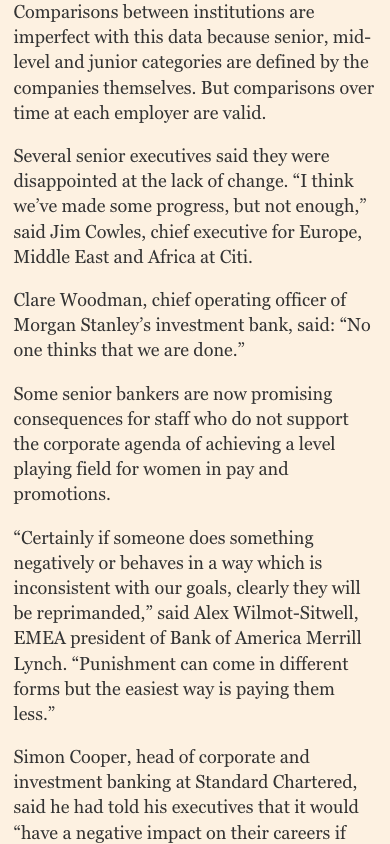 Comparisons between institutions are
imperfect with this data because senior, mid-
level and junior categories are defined by the
companies themselves. But comparisons over
time at each employer are valid.
Several senior executives said they were
disappointed at the lack of change. “I think
we’ve made some progress, but not enough,”
said Jim Cowles, chief executive for Europe,
Middle East and Africa at Citi.
Clare Woodman, chief operating officer of
Morgan Stanley’s investment bank, said: “No
one thinks that we are done.”
Some senior bankers are now promising
consequences for staff who do not support
the corporate agenda of achieving a level
playing field for women in pay and
promotions.
“Certainly if someone does something
negatively or behaves in a way which is
inconsistent with our goals, clearly they will
be reprimanded,” said Alex Wilmot-Sitwell,
EMEA president of Bank of America Merrill
Lynch. “Punishment can come in different
forms but the easiest way is paying them
less.”
Simon Cooper, head of corporate and
investment banking at Standard Chartered,
said he had told his executives that it would
“have a negative impact on their careers if